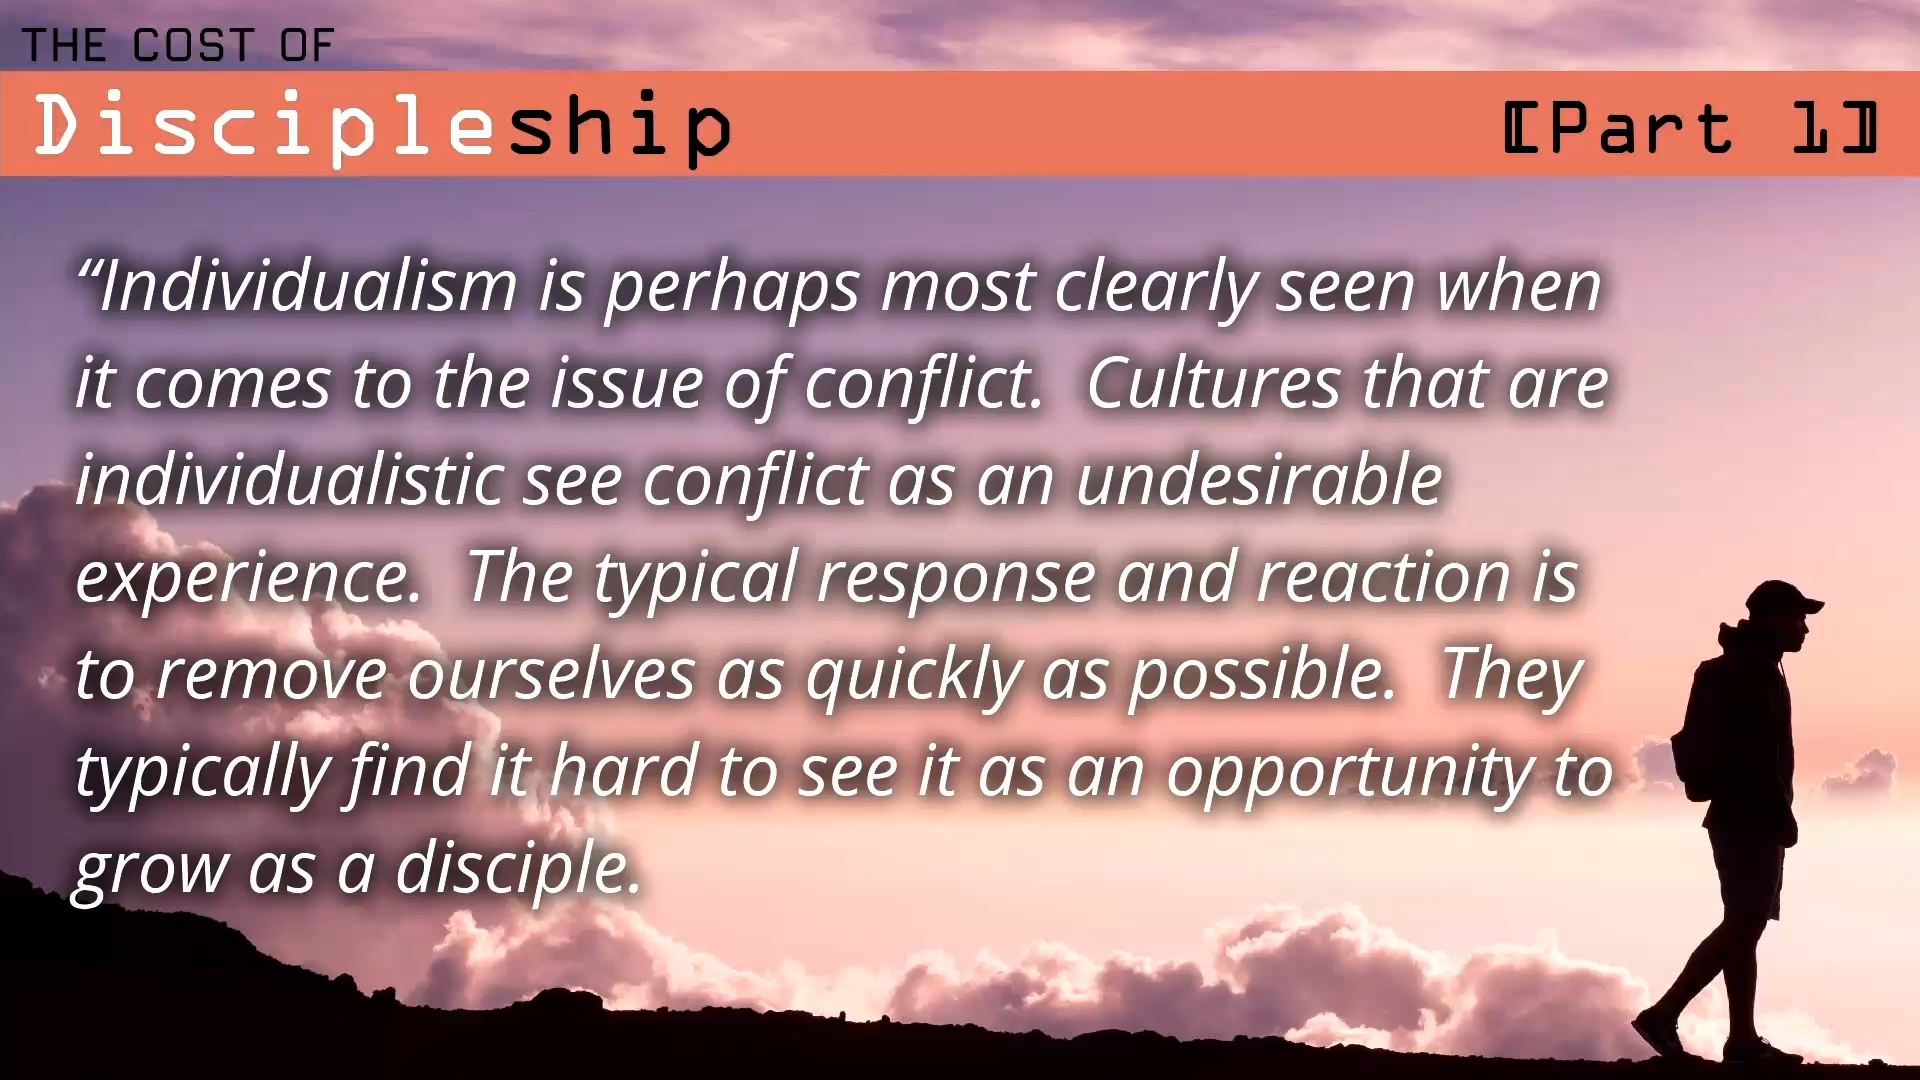 THE COST OF
Discipleship
[Part 1]
“Individualism is perhaps most clearly seen when
it comes to the issue of conflict.  Cultures that are
individualistic see conflict as an undesirable
experience.  The typical response and reaction is
to remove ourselves as quickly as possible.  They
typically find it hard to see it as an opportunity to
grow as a disciple.